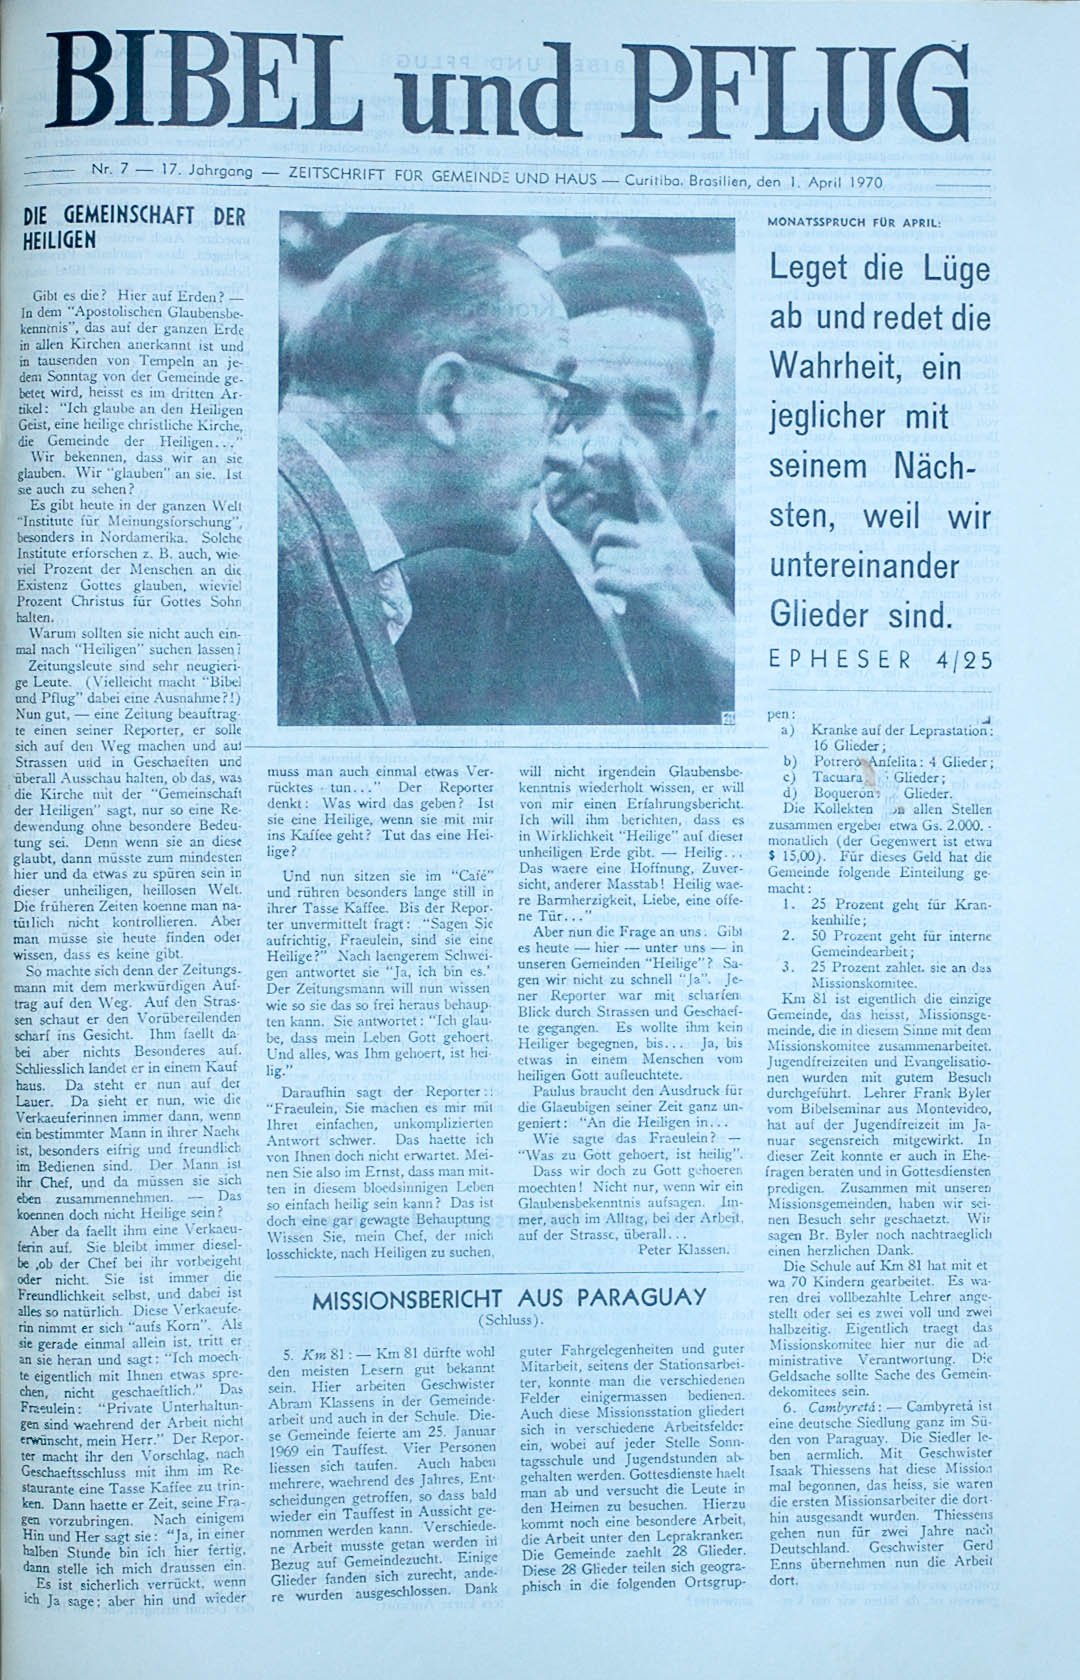 BIBEL und PFLUG
Nr. 7 — 17. Jahrgang — ZEITSCHRIFT FÜR GEMEINDE UND HAUS — Curitiba, Brasilien, den 1. April 1970
DIE GEMEINSCHAFT DER
HEILIGEN
Gibt es die? Hier auf Erden? —
In dem "Apostolischen Glaubensbe-
kenntnis", das auf der ganzen Erde
in allen Kirchen anerkannt ist und
in tausenden von Tempeln an je-
dem Sonntag von der Gemeinde ge-
betet wird, heisst es im dritten Ar-
tikel: "Ich glaube an den Heiligen
Geist, eine heilige christliche Kirche,
die Gemeinde der Heiligen..."
Wir bekennen, dass wir an sie
glauben. Wir "glauben" an sie. Ist
sie auch zu sehen?
Es gibt heute in der ganzen Welt
"Institute für Meinungsforschung",
besonders in Nordamerika. Solche
Institute erforschen z. B. auch, wie-
viel Prozent der Menschen an die
Existenz Gottes glauben, wieviel
Prozent Christus für Gottes Sohn
halten.
Warum sollten sie nicht auch ein-
mal nach "Heiligen" suchen lassen?
Zeitungsleute sind sehr neugieri-
ge Leute. (Vielleicht macht "Bibel
und Pflug" dabei eine Ausnahme?!)
Nun gut, — eine Zeitung beauftrag-
te einen seiner Reporter, er solle
sich auf den Weg machen und auf
Strassen und in Geschaeften und
überall Ausschau halten, ob das, was
die Kirche mit der "Gemeinschaft
der Heiligen" sagt, nur so eine Re-
dewendung ohne besondere Bedeu-
tung sei. Denn wenn sie an diese
glaubt, dann müsste zum mindesten
hier und da etwas zu spüren sein in
dieser unheiligen, heillosen Welt.
Die früheren Zeiten koenne man na-
türlich nicht kontrollieren. Aber
man müsse sie heute finden oder
wissen, dass es keine gibt.
So machte sich denn der Zeitungs-
mann mit dem merkwürdigen Auf-
trag auf den Weg. Auf den Stras-
sen schaut er den Vorübereilenden
scharf ins Gesicht. Ihm faellt da-
bei aber nichts Besonderes auf.
Schliesslich landet er in einem Kauf
haus. Da steht er nun auf der
Lauer. Da sieht er nun, wie die
Verkaeuferinnen immer dann, wenn
ein bestimmter Mann in ihrer Naehe
ist, besonders eifrig und freundlich
im Bedienen sind. Der Mann ist
ihr Chef, und da müssen sie sich
eben zusammennehmen. — Das
koennen doch nicht Heilige sein?
Aber da faellt ihm eine Verkaeu-
ferin auf. Sie bleibt immer diesel-
be ,ob der Chef bei ihr vorbeigeht
oder nicht. Sie ist immer die
Freundlichkeit selbst, und dabei ist
alles so natürlich. Diese Verkaeufe-
rin nimmt er sich "aufs Korn". Als
sie gerade einmal allein ist, tritt er
an sie heran und sagt: "Ich moech-
te eigentlich mit Ihnen etwas spre-
chen, nicht geschaeftlich." Das
Fraeulein: "Private Unterhaltun-
gen sind waehrend der Arbeit nicht
erwünscht, mein Herr." Der Repor-
ter macht ihr den Vorschlag, nach
Geschaeftsschluss mit ihm im Re-
staurante eine Tasse Kaffee zu trin-
ken. Dann haette er Zeit, seine Fra-
gen vorzubringen. Nach einigem
Hin und Her sagt sie: "Ja, in einer
halben Stunde bin ich hier fertig,
dann stelle ich mich draussen ein.
Es ist sicherlich verrückt, wenn
ich Ja sage; aber hin und wieder
muss man auch einmal etwas Ver-
rücktes tun..." Der Reporter
denkt: Was wird das geben? Ist
sie eine Heilige, wenn sie mit mir
ins Kaffee geht? Tut das eine Hei-
lige?
Und nun sitzen sie im "Café"
und rühren besonders lange still in
ihrer Tasse Kaffee. Bis der Repor-
ter unvermittelt fragt: "Sagen Sie
aufrichtig, Fraeulein, sind sie eine
Heilige?" Nach laengerem Schwei-
gen antwortet sie "Ja, ich bin es.'
Der Zeitungsmann will nun wissen
wie so sie das so frei heraus behaup-
ten kann. Sie antwortet: "Ich glau-
be, dass mein Leben Gott gehoert.
Und alles, was Ihm gehoert, ist hei-
lig."
Daraufhin sagt der Reporter::
"Fraeulein, Sie machen es mir mit
Ihrer einfachen, unkomplizierten
Antwort schwer. Das haette ich
von Ihnen doch nicht erwartet. Mei-
nen Sie also im Ernst, dass man mit-
ten in diesem bloedsinnigen Leben
so einfach heilig sein kann? Das ist
doch eine gar gewagte Behauptung
Wissen Sie, mein Chef, der mich
losschickte, nach Heiligen zu suchen,
will nicht irgendein Glaubensbe-
kenntnis wiederholt wissen, er will
von mir einen Erfahrungsbericht.
Ich will ihm berichten, dass es
in Wirklichkeit "Heilige" auf dieser
unheiligen Erde gibt. — Heilig...
Das waere eine Hoffnung, Zuver-
sicht, anderer Masstab! Heilig wae-
re Barmherzigkeit, Liebe, eine offe-
ne Tür..."
Aber nun die Frage an uns: Gibt
es heute — hier — unter uns — in
unseren Gemeinden "Heilige"? Sa-
gen wir nicht zu schnell "Ja". Je-
ner Reporter war mit scharfen
Blick durch Strassen und Geschaef-
te gegangen. Es wollte ihm kein
Heiliger begegnen, bis... Ja, bis
etwas in einem Menschen vom
heiligen Gott aufleuchtete.
Paulus braucht den Ausdruck für
die Glaeubigen seiner Zeit ganz un-
geniert: "An die Heiligen in...
Wie sagte das Fraeulein? —
"Was zu Gott gehoert, ist heilig".
Dass wir doch zu Gott gehoeren
moechten! Nicht nur, wenn wir ein
Glaubensbekenntnis aufsagen. Im-
mer, auch im Alltag, bei der Arbeit,
auf der Strasse, überall...
Peter Klassen.
MONATSSPRUCH FÜR APRIL:
Leget die Lüge
ab und redet die
Wahrheit, ein
jeglicher mit
seinem Näch-
sten, weil wir
untereinander
Glieder sind.
EPHESER 4/25
MISSIONSBERICHT AUS PARAGUAY
(Schluss).
5. Km 81: — Km 81 dürfte wohl
den meisten Lesern gut bekannt
sein. Hier arbeiten Geschwister
Abram Klassens in der Gemeinde-
arbeit und auch in der Schule. Die-
se Gemeinde feierte am 25. Januar
1969 ein Tauffest. Vier Personen
liessen sich taufen. Auch haben
mehrere, waehrend des Jahres, Ent-
scheidungen getroffen, so dass bald
wieder ein Tauffest in Aussicht ge-
nommen werden kann. Verschiede-
ne Arbeit musste getan werden in
Bezug auf Gemeindezucht. Einige
Glieder fanden sich zurecht, ande-
re wurden ausgeschlossen. Dank
guter Fahrgelegenheiten und guter
Mitarbeit, seitens der Stationsarbei-
ter, konnte man die verschiedenen
Felder einigermassen bedienen.
Auch diese Missionsstation gliedert
sich in verschiedene Arbeitsfelder
ein, wobei auf jeder Stelle Sonn-
tagsschule und Jugendstunden ab-
gehalten werden. Gottesdienste haelt
man ab und versucht die Leute in
den Heimen zu besuchen. Hierzu
kommt noch eine besondere Arbeit,
die Arbeit unter den Leprakranken.
Die Gemeinde zaehlt 28 Glieder.
Diese 28 Glieder teilen sich geogra-
phisch in die folgenden Ortsgrup-
pen:
a) Kranke auf der Leprastation:
16 Glieder;
b) Potrero Anfelita: 4 Glieder;
c) Tacuara Glieder;
d) Boqueron Glieder.
Die Kollekten an allen Stellen
zusammen ergeben etwa Gs. 2.000.-
monatlich (der Gegenwert ist etwa
$ 15,00). Für dieses Geld hat die
Gemeinde folgende Einteilung ge-
macht:
1. 25 Prozent geht für Kran-
kenhilfe;
2. 50 Prozent geht für interne
Gemeindearbeit;
3. 25 Prozent zahlet sie an das
Missionskomitee.
Km 81 ist eigentlich die einzige
Gemeinde, das heisst, Missionsge-
meinde, die in diesem Sinne mit dem
Missionskomitee zusammenarbeitet.
Jugendfreizeiten und Evangelisatio-
nen wurden mit gutem Besuch
durchgeführt. Lehrer Frank Byler
vom Bibelseminar aus Montevideo,
hat auf der Jugendfreizeit im Ja-
nuar segensreich mitgewirkt. In
dieser Zeit konnte er auch in Ehe-
fragen beraten und in Gottesdiensten
predigen. Zusammen mit unseren
Missionsgemeinden, haben wir sei-
nen Besuch sehr geschaetzt. Wir
sagen Br. Byler noch nachtraeglich
einen herzlichen Dank.
Die Schule auf Km 81 hat mit et
wa 70 Kindern gearbeitet. Es wa-
ren drei vollbezahlte Lehrer ange-
stellt oder sei es zwei voll und zwei
halbzeitig. Eigentlich traegt das
Missionskomitee hier nur die ad-
ministrative Verantwortung. Die
Geldsache sollte Sache des Gemein-
dekomitees sein.
6. Cambyretá: — Cambyretá ist
eine deutsche Siedlung ganz im Sü-
den von Paraguay. Die Siedler le-
ben aermlich. Mit Geschwister
Isaak Thiessens hat diese Mission
mal begonnen, das heiss, sie waren
die ersten Missionsarbeiter die dort-
hin ausgesandt wurden. Thiessens
gehen nun für zwei Jahre nach
Deutschland. Geschwister Gerd
Enns übernehmen nun die Arbeit
dort.